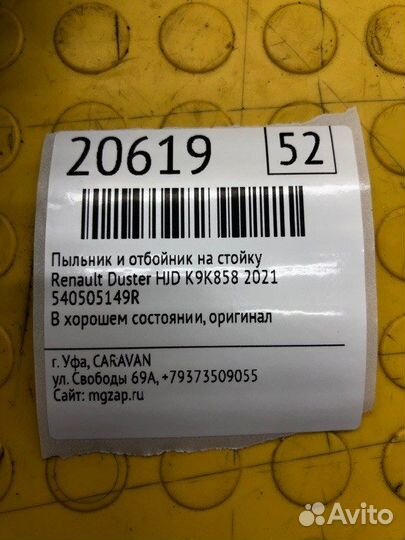 20619
52
Пыльник и отбойник на стойку
Renault Duster HJD K9K858 2021
540505149R
В хорошем состоянии, оригинал
г. Уфа, CARAVAN
ул. Свободы 69А, +79373509055
Сайт: mgzap.ru
Avito